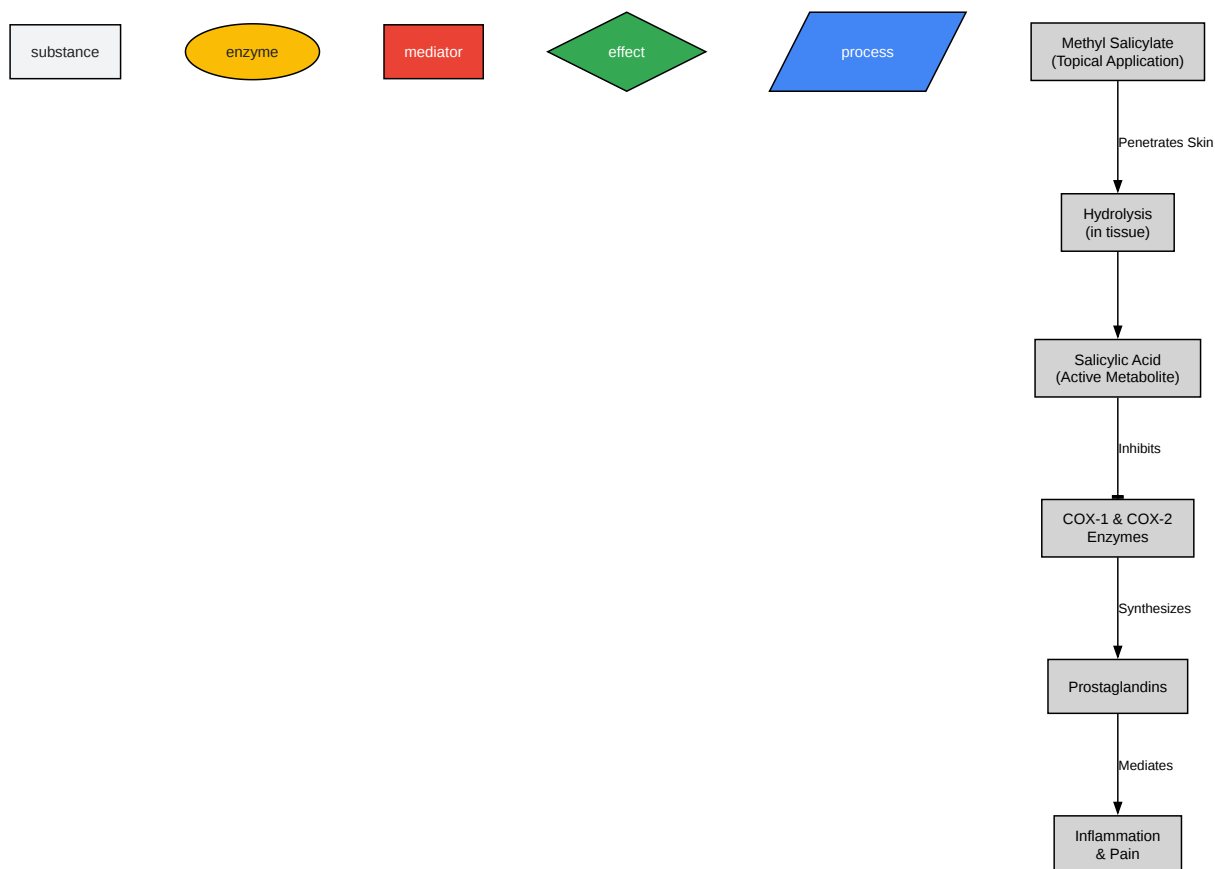 substance
enzyme
mediator
effect
process
Methyl Salicylate
(Topical Application)
Penetrates Skin
Hydrolysis
(in tissue)
Salicylic Acid
(Active Metabolite)
Inhibits
COX-1 & COX-2
Enzymes
Synthesizes
Prostaglandins
Mediates
Inflammation
& Pain